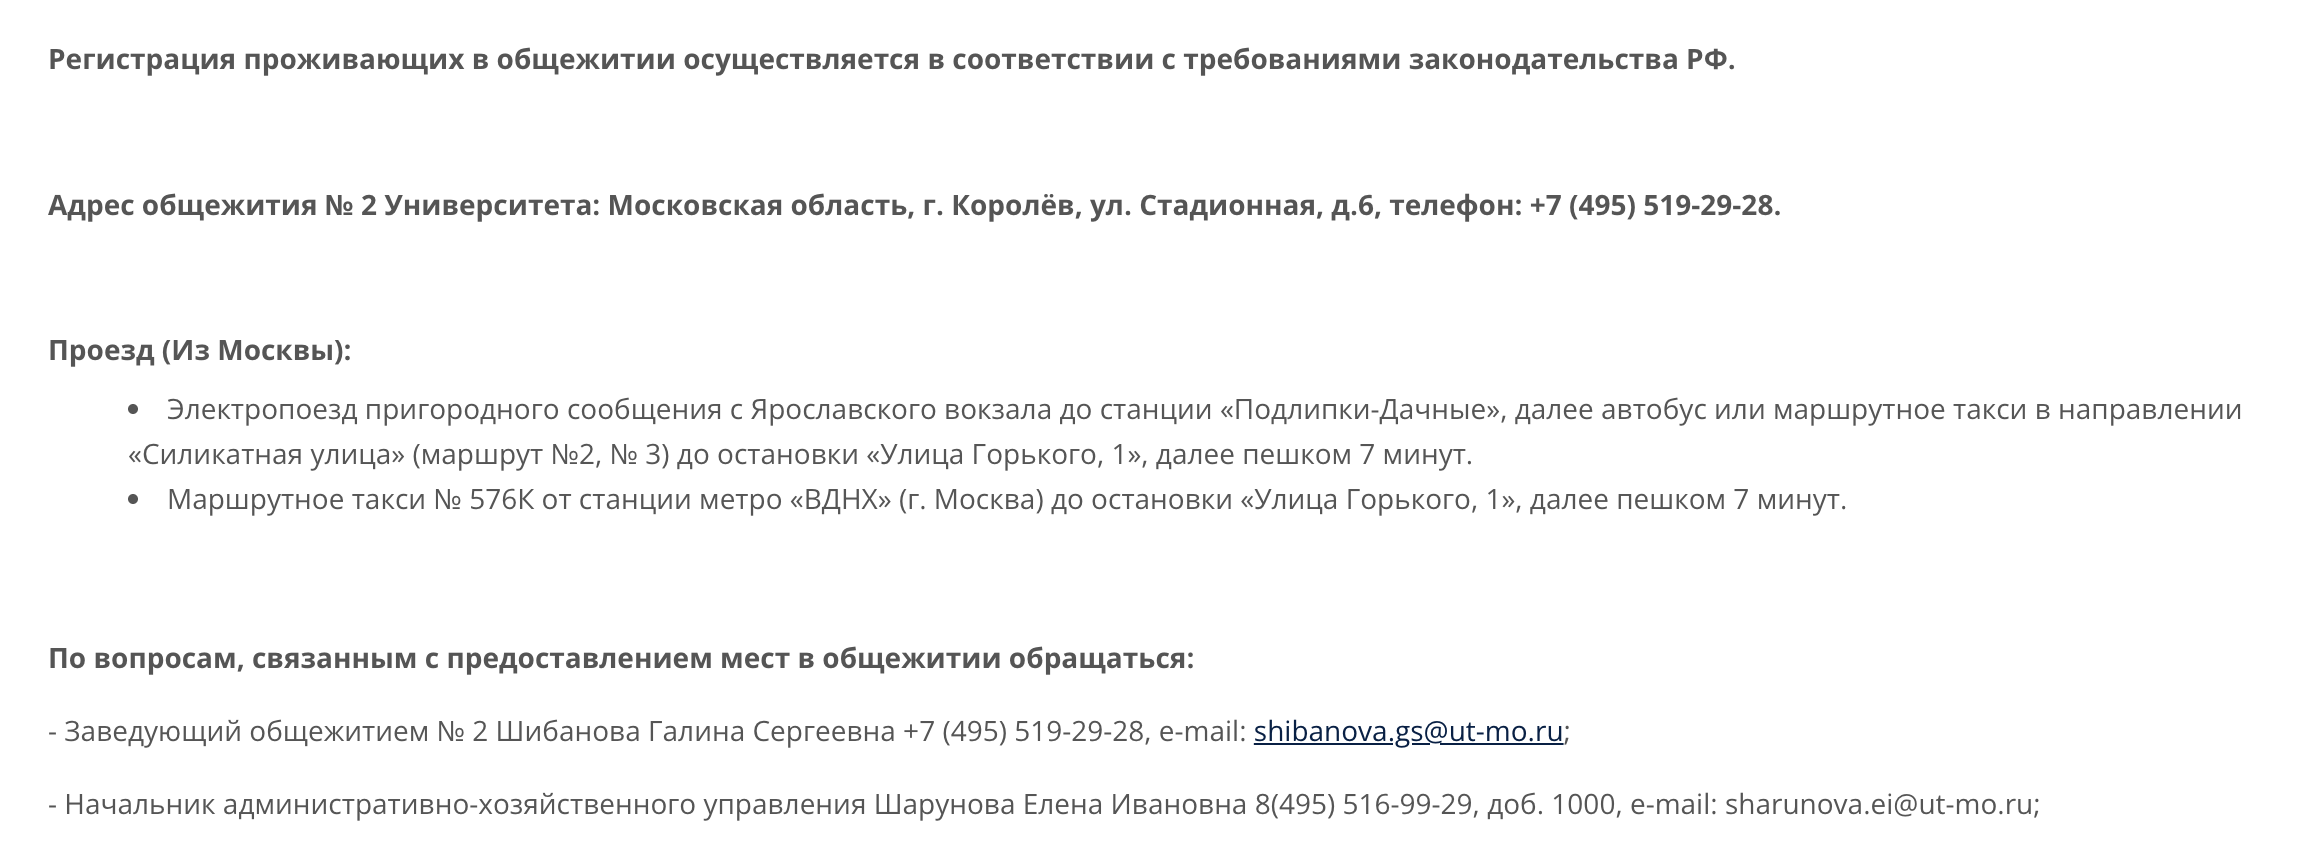 Регистрация проживающих в общежитии осуществляется в соответствии с требованиями законодательства РФ.
Адрес общежития № 2 Университета: Московская область, г. Королёв, ул. Стадионная, д.6, телефон: +7 (495) 519-29-28.
Проезд (Из Москвы):
• Электропоезд пригородного сообщения с Ярославского вокзала до станции «Подлипки-Дачные», далее автобус или маршрутное такси в направлении
«Силикатная улица» (маршрут №2, № 3) до остановки «Улица Горького, 1», далее пешком 7 минут.
• Маршрутное такси № 576К от станции метро «ВДНХ» (г. Москва) до остановки «Улица Горького, 1», далее пешком 7 минут.
По вопросам, связанным с предоставлением мест в общежитии обращаться:
- Заведующий общежитием № 2 Шибанова Галина Сергеевна +7 (495) 519-29-28, e-mail: shibanova.gs@ut-mo.ru;
- Начальник административно-хозяйственного управления Шарунова Елена Ивановна 8(495) 516-99-29, доб. 1000, e-mail: sharunova.ei@ut-mo.ru;